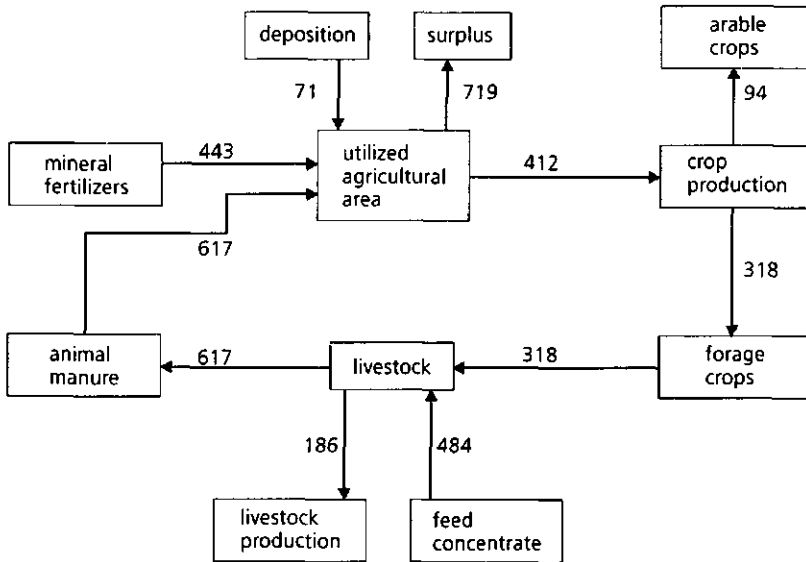 deposition
surplus
arable
crops
71
719
94
mineral
fertilizers
443
utilized
agricultural
area
412
crop
production
617
318
animal
manure
617
livestock
318
forage
crops
186
484
livestock
production
feed
concentrate